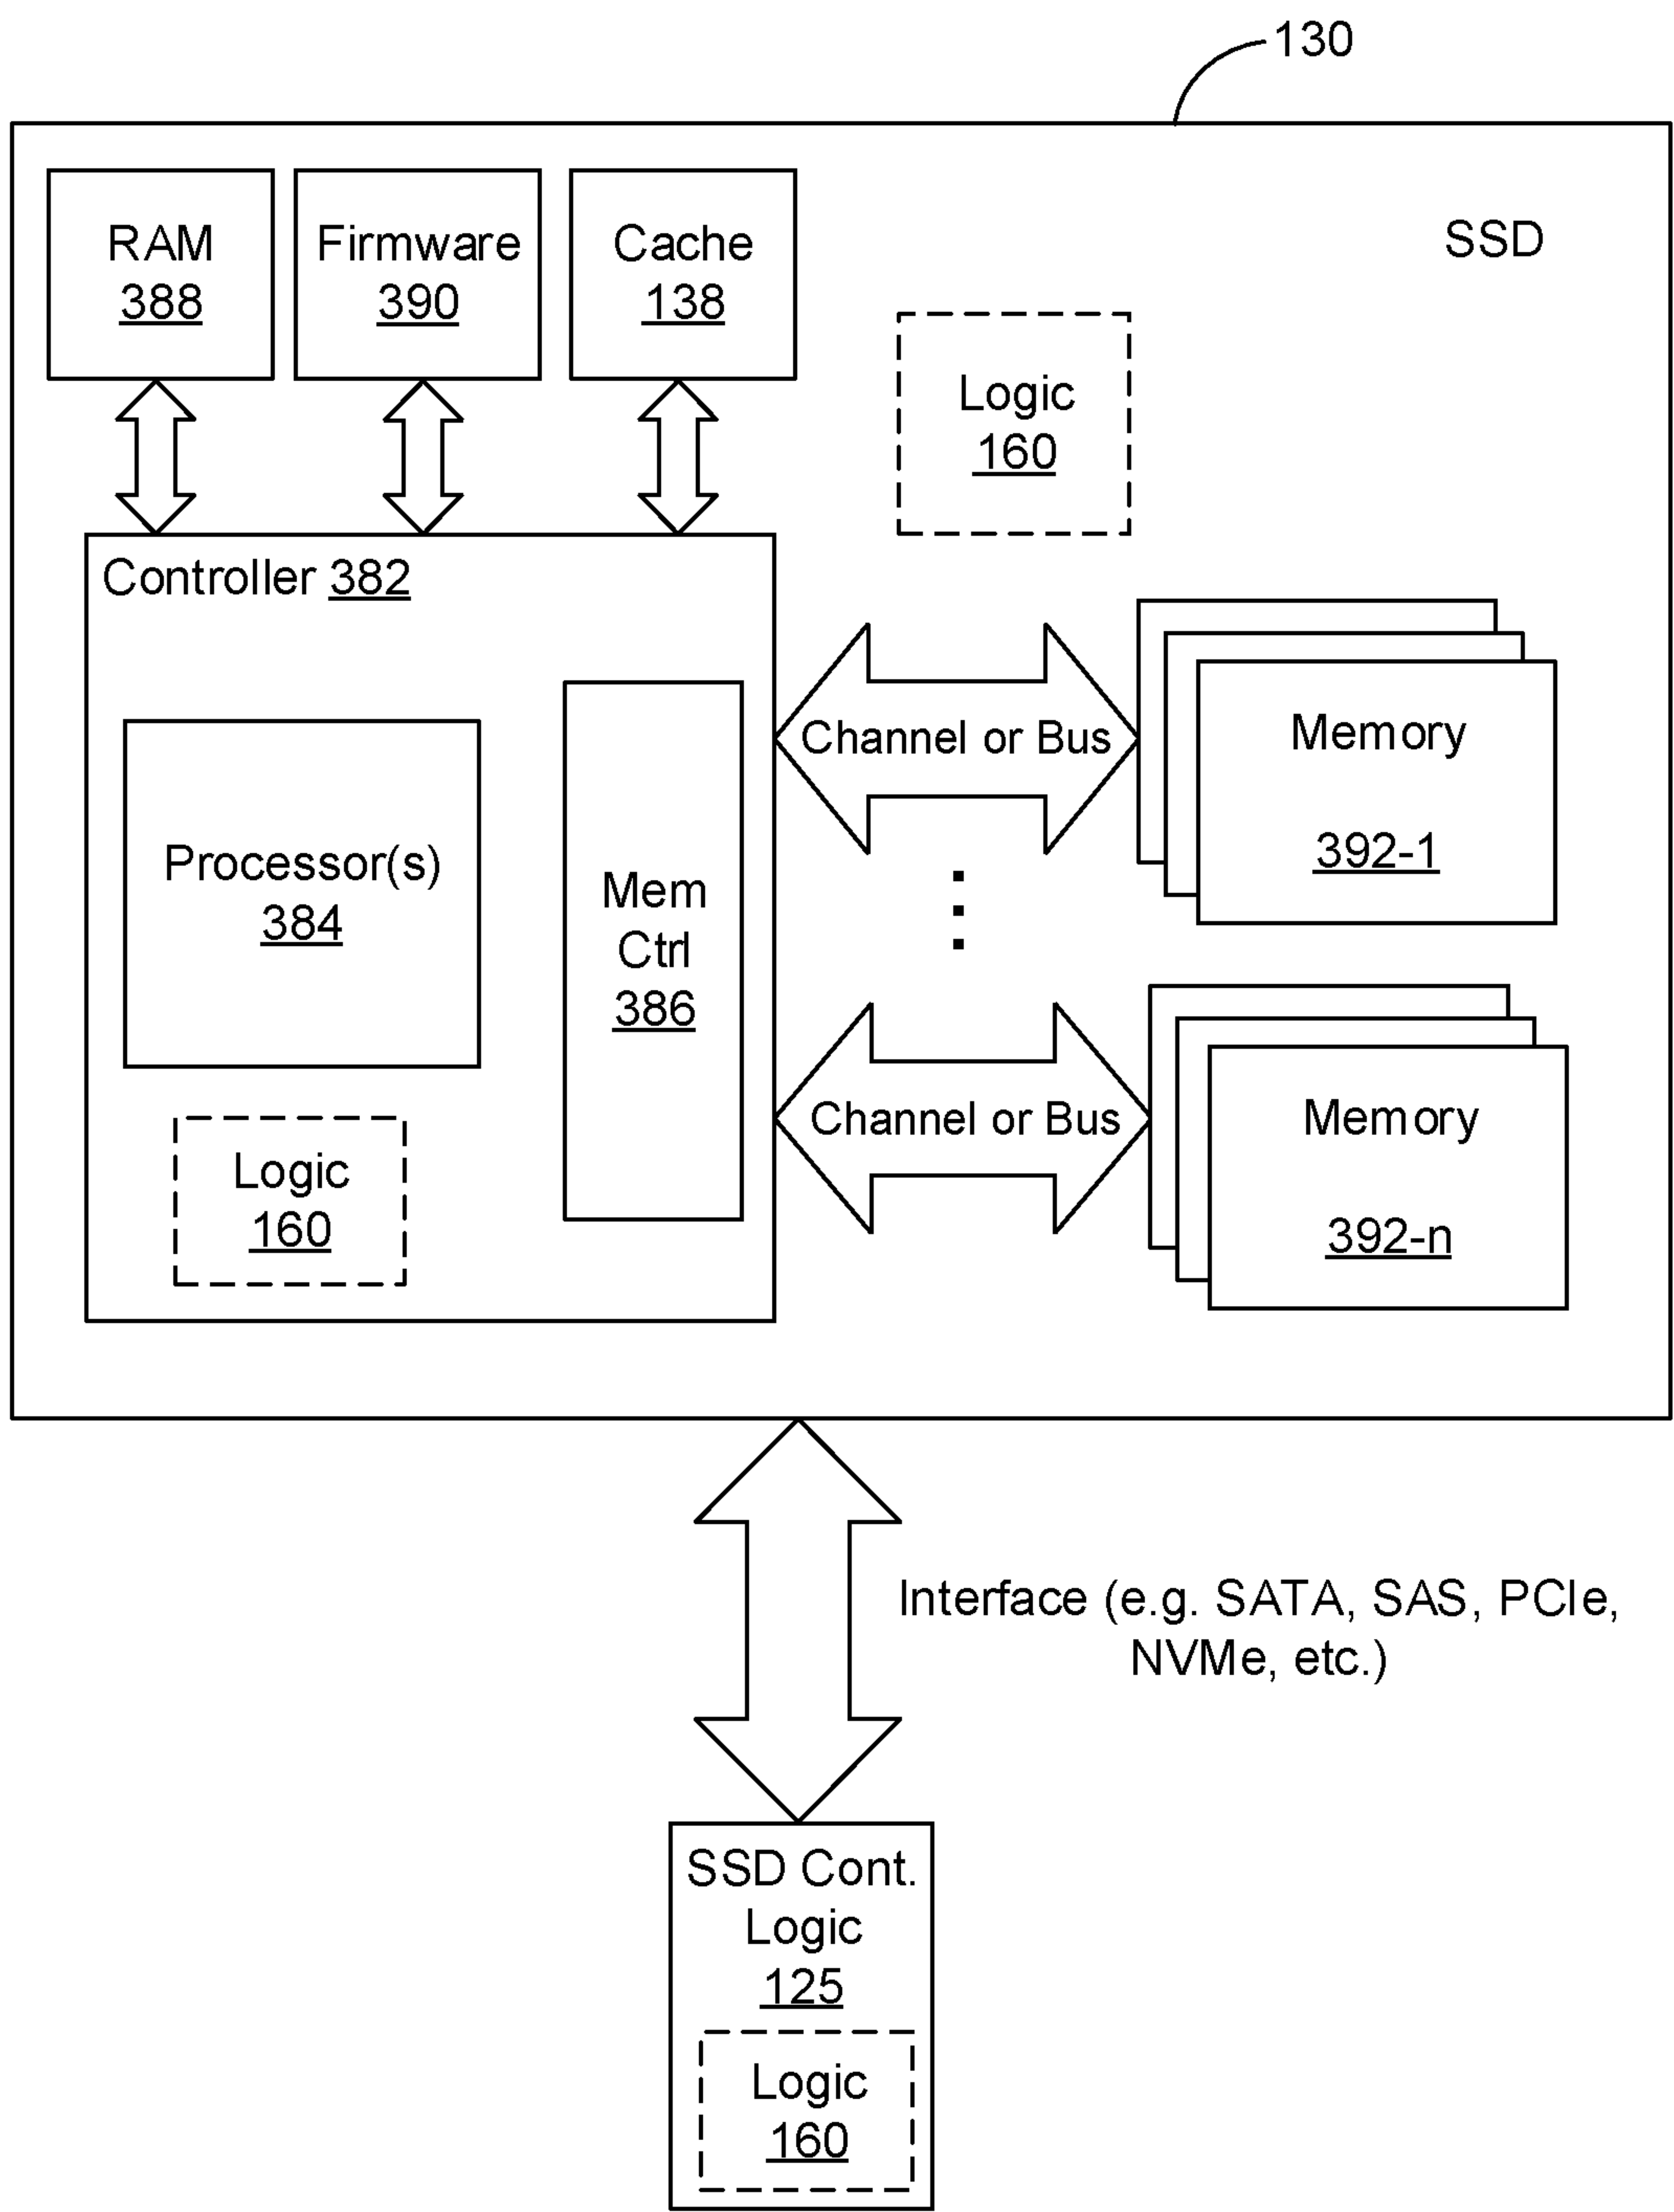 130
RAM
388
Firmware
390
Cache
138
SSD
Logic
160
Controller 382
Processor(s)
384
Mem
Ctrl
386
Logic
160
Channel or Bus
Memory
392-1
Channel or Bus
Memory
392-n
Interface (e.g. SATA, SAS, PCIe,
NVMe, etc.)
SSD Cont.
Logic
125
Logic
160